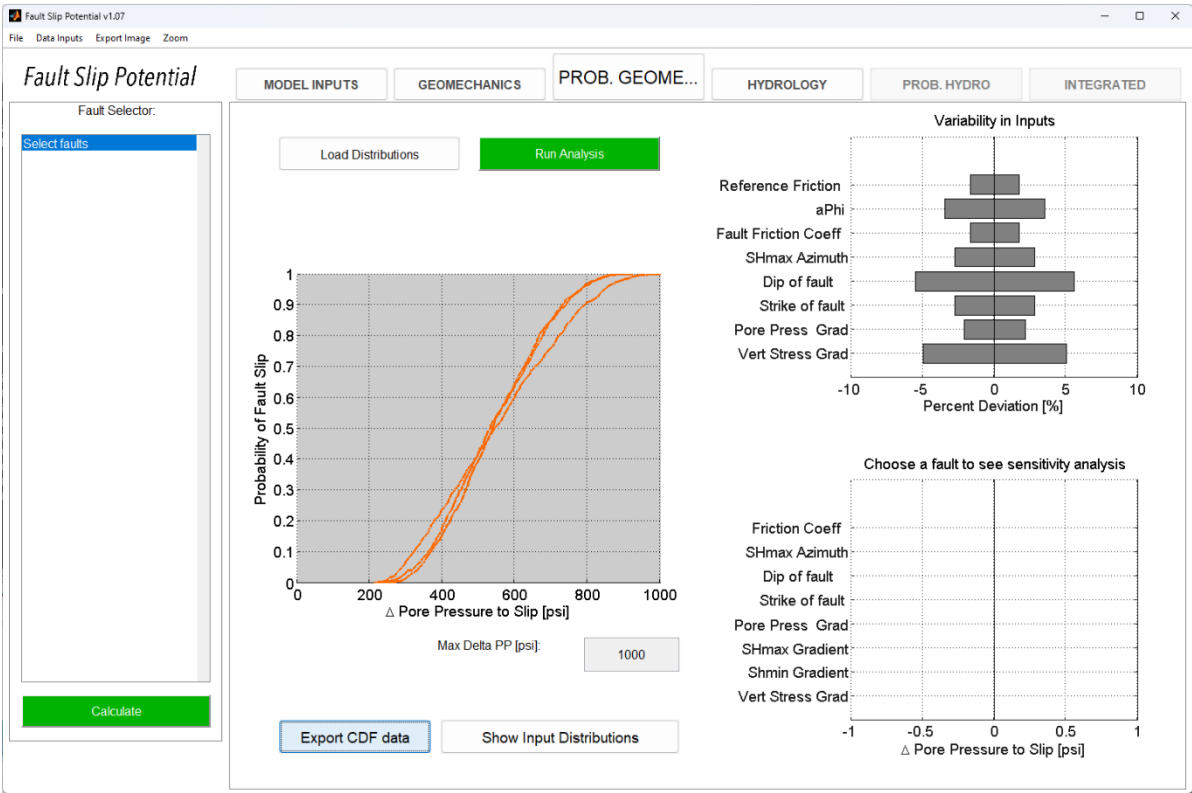 Fault Slip Potential v1.07
File Data Inputs Export Image Zoom
Fault Slip Potential
MODEL INPUTS
GEOMECHANICS
PROB. GEOME...
HYDROLOGY
PROB. HYDRO
INTEGRATED
Fault Selector:
Select faults
Calculate
Load Distributions
Run Analysis
Probability of Fault Slip
1
0.9
0.8
0.7
0.6
0.5
0.4
0.3
0.2
0.1
0
0 200 400 600 800 1000
Δ Pore Pressure to Slip [psi]
Max Delta PP [psi]:
1000
Export CDF data
Show Input Distributions
Variability in Inputs
Reference Friction
aPhi
Fault Friction Coeff
SHmax Azimuth
Dip of fault
Strike of fault
Pore Press Grad
Vert Stress Grad
-10 -5 0 5 10
Percent Deviation [%]
Choose a fault to see sensitivity analysis
Friction Coeff
SHmax Azimuth
Dip of fault
Strike of fault
Pore Press Grad
SHmax Gradient
Shmin Gradient
Vert Stress Grad
-1 -0.5 0 0.5 1
Δ Pore Pressure to Slip [psi]